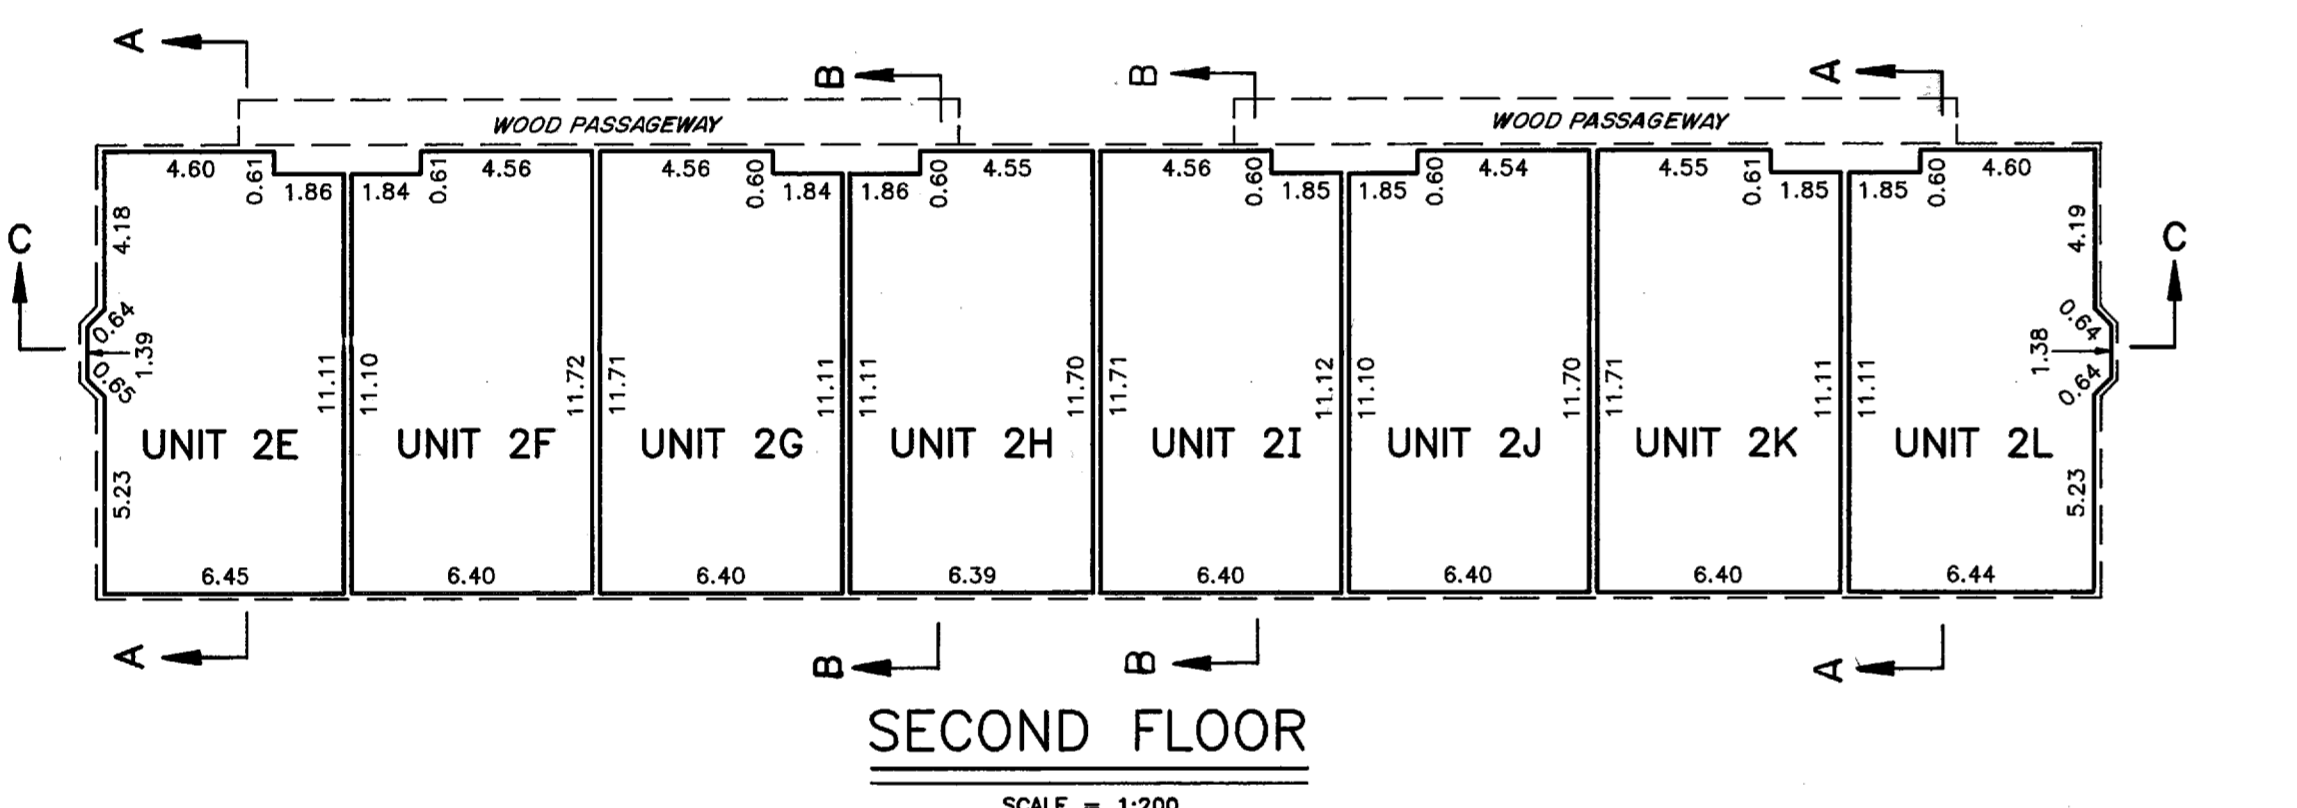 A
B
B
A
WOOD PASSAGEWAY
WOOD PASSAGEWAY
4.60 0.61 1.86 1.84 0.61 4.56 4.56 0.60 1.84 1.86 0.60 4.55 4.56 0.60 1.85 1.85 0.60 4.54 4.55 0.61 1.85 1.85 0.60 4.60
4.18 4.19
C C
0.64 0.64
1.39 1.38
0.65 0.64
11.11 11.10 11.72 11.71 11.11 11.11 11.70 11.71 11.12 11.10 11.70 11.71 11.11 11.11
UNIT 2E UNIT 2F UNIT 2G UNIT 2H UNIT 2I UNIT 2J UNIT 2K UNIT 2L
5.23 5.23
6.45 6.40 6.40 6.39 6.40 6.40 6.40 6.44
A
B
B
A
SECOND FLOOR
SCALE = 1:200